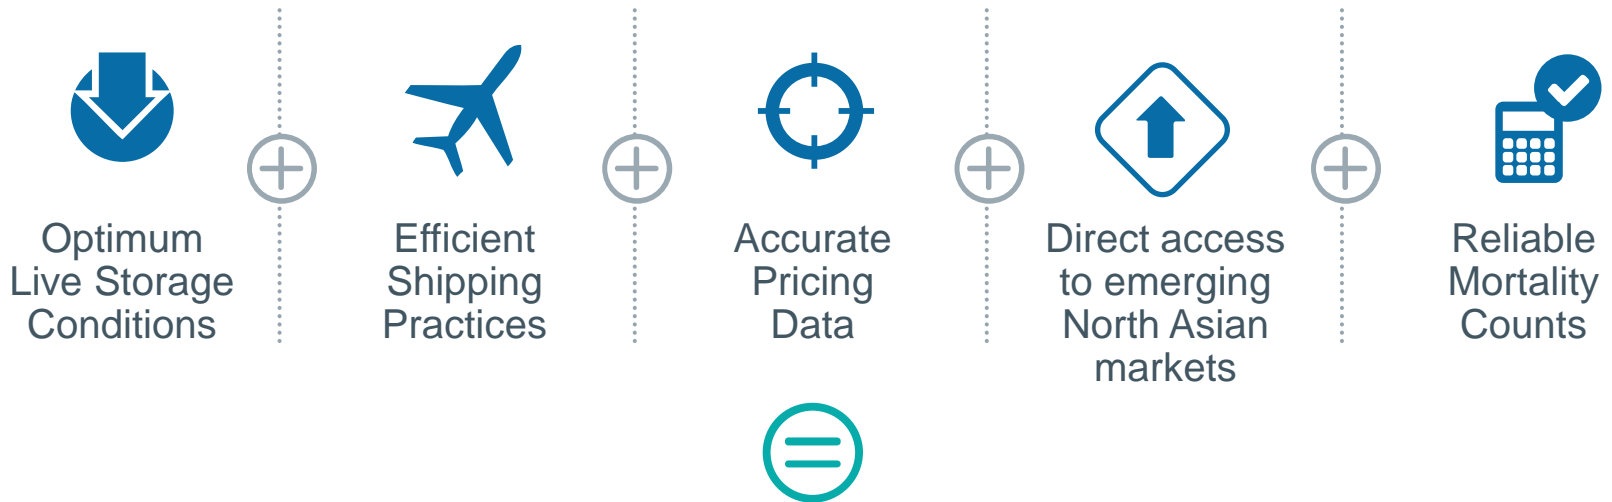 Optimum
Live Storage
Conditions
Efficient
Shipping
Practices
Accurate
Pricing
Data
Direct access
to emerging
North Asian
markets
Reliable
Mortality
Counts